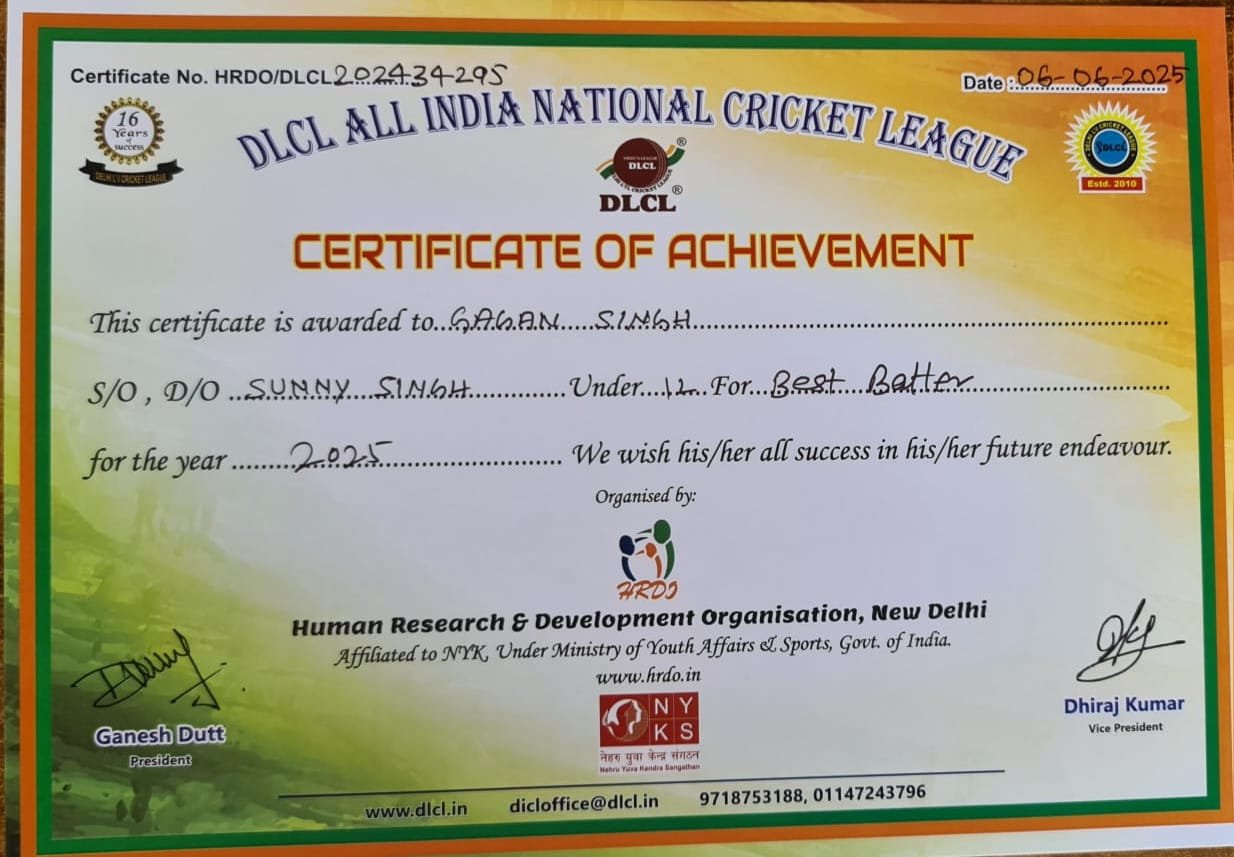 Certificate No. HRDO/DLCL 202434295
Date : 06-06-2025
16 Years of success
DELHI L'IL CRICKET LEAGUE
DLCL ALL INDIA NATIONAL CRICKET LEAGUE
DLCL
DLCL
DLCL
Estd. 2010
CERTIFICATE OF ACHIEVEMENT
This certificate is awarded to GAGAN SINGH
S/O , D/O SUNNY SINGH Under 12 For Best Batter
for the year 2025 We wish his/her all success in his/her future endeavour.
Organised by:
HRDO
Human Research & Development Organisation, New Delhi
Affiliated to NYK, Under Ministry of Youth Affairs & Sports, Govt. of India.
www.hrdo.in
NYKS
नेहरु युवा केन्द्र संगठन
Nehru Yuva Kendra Sangathan
Ganesh Dutt
President
Dhiraj Kumar
Vice President
www.dlcl.in dicloffice@dlcl.in 9718753188, 01147243796